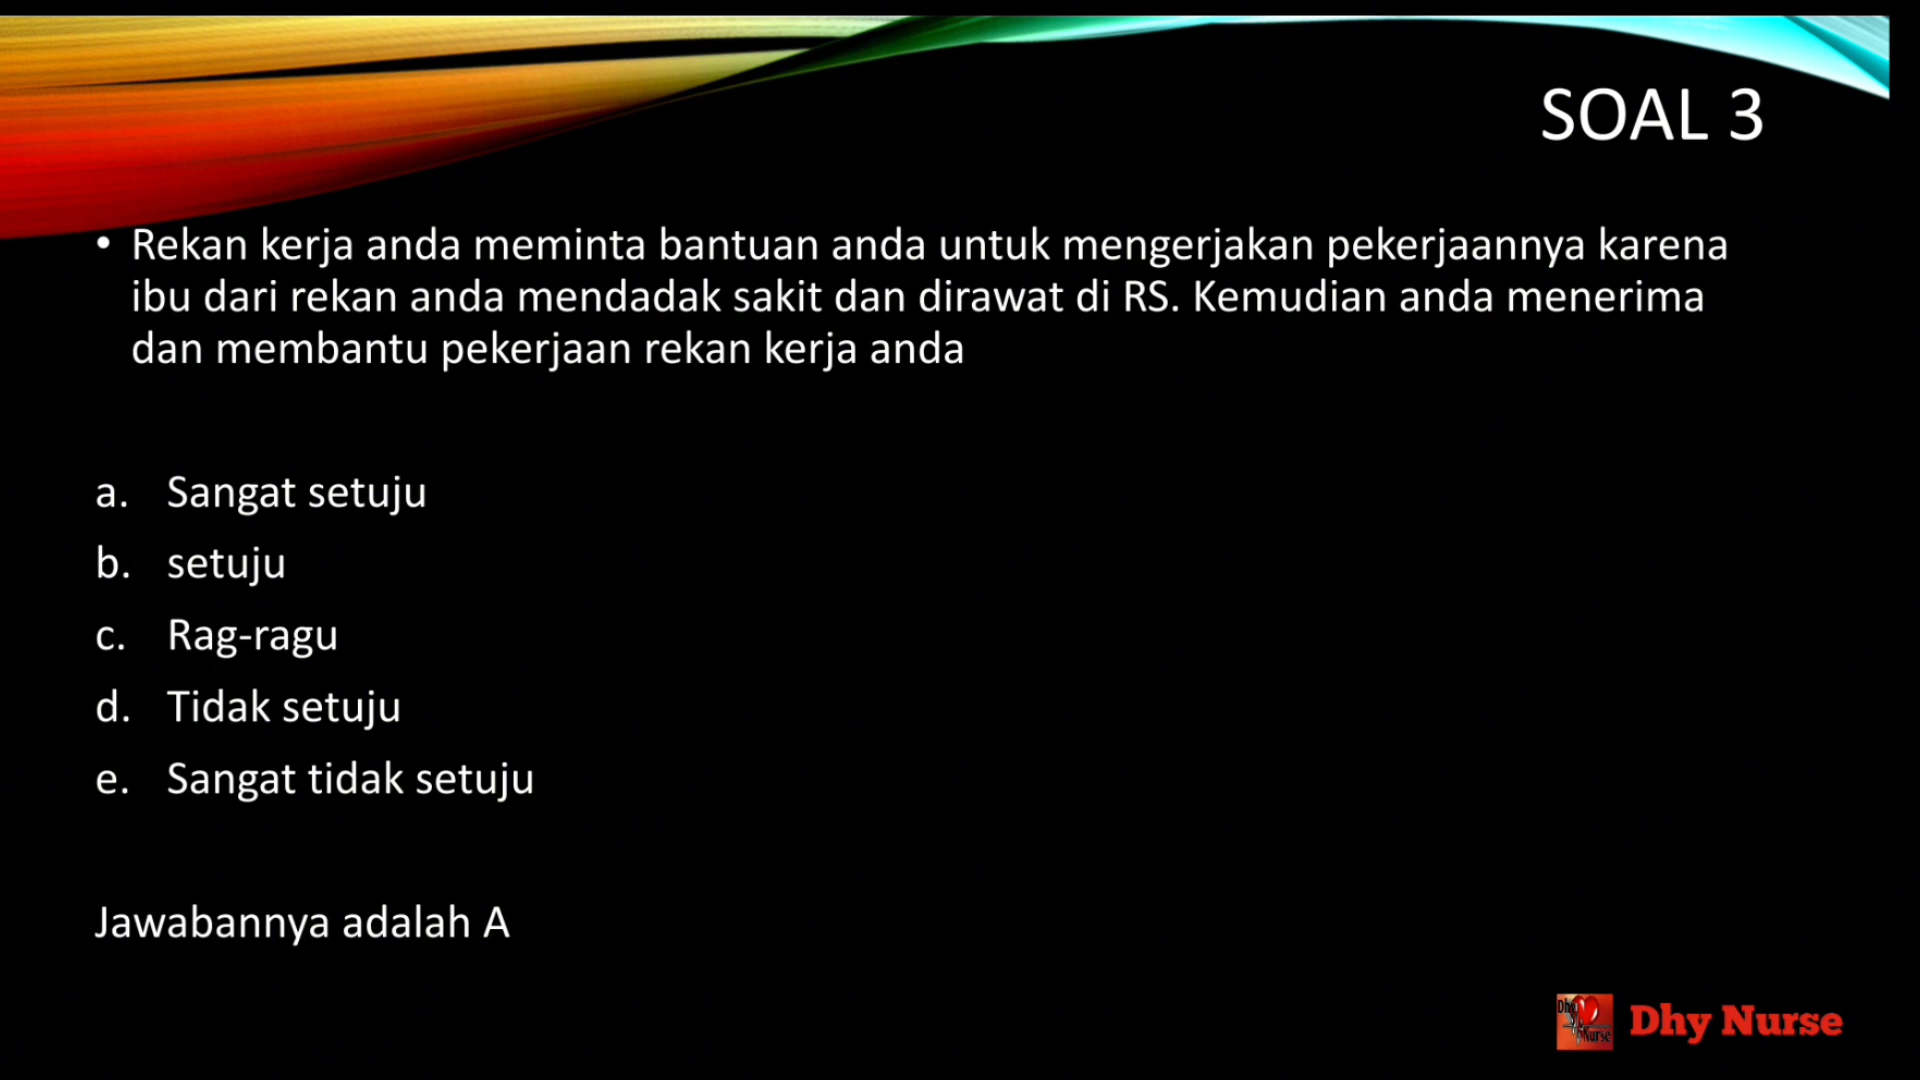 SOAL 3
• Rekan kerja anda meminta bantuan anda untuk mengerjakan pekerjaannya karena
ibu dari rekan anda mendadak sakit dan dirawat di RS. Kemudian anda menerima
dan membantu pekerjaan rekan kerja anda
a. Sangat setuju
b. setuju
c. Rag-ragu
d. Tidak setuju
e. Sangat tidak setuju
Jawabannya adalah A
Dhy
Nurse
Dhy Nurse